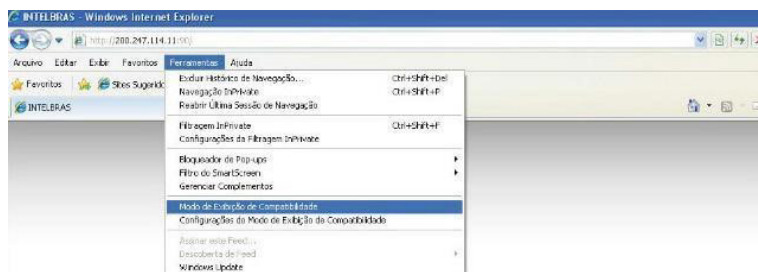 INTELBRAS - Windows Internet Explorer
http://200.247.114.11:90/
Arquivo Editar Exibir Favoritos Ferramentas Ajuda
Favoritos Sites Sugerido
INTELBRAS
Excluir Histórico de Navegação... Ctrl+Shift+Del
Navegação InPrivate Ctrl+Shift+P
Reabrir Última Sessão de Navegação
Filtragem InPrivate Ctrl+Shift+F
Configurações da Filtragem InPrivate
Bloqueador de Pop-ups
Filtro do SmartScreen
Gerenciar Complementos
Modo de Exibição de Compatibilidade
Configurações do Modo de Exibição de Compatibilidade
Assinar este Feed...
Descoberta de Feed
Windows Update